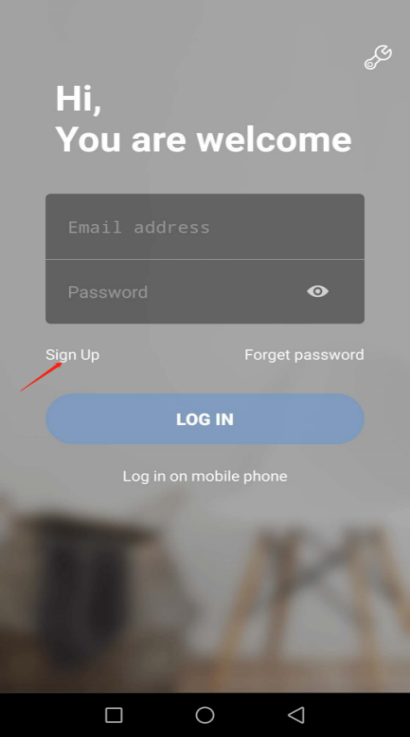 Hi,
You are welcome
Email address
Password
Sign Up
Forget password
LOG IN
Log in on mobile phone